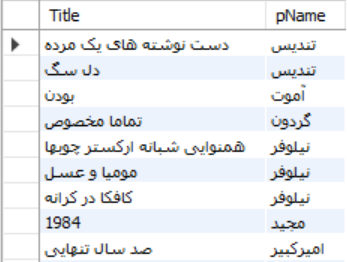 Title pName
دست نوشته های یک مرده تندیس
دل سگ تندیس
بودن آموت
تماما مخصوص گردون
همنوایی شبانه ارکستر چوبها نیلوفر
مومیا و عسل نیلوفر
کافکا در کرانه نیلوفر
1984 مجید
صد سال تنهایی امیرکبیر